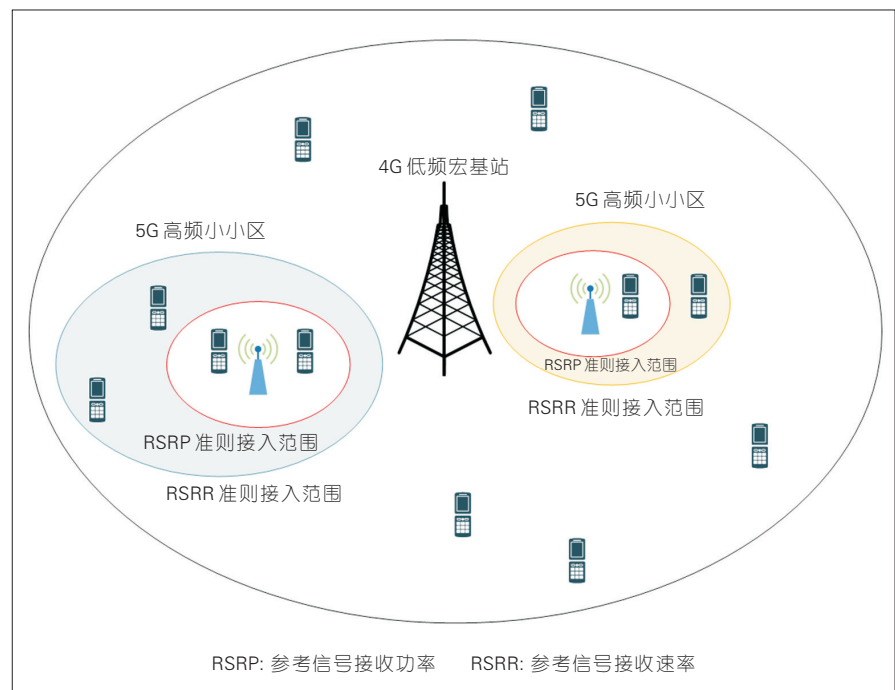 4G 低频宏基站
5G 高频小小区
5G 高频小小区
RSRP 准则接入范围
RSRR 准则接入范围
RSRP 准则接入范围
RSRR 准则接入范围
RSRP: 参考信号接收功率 RSRR: 参考信号接收速率